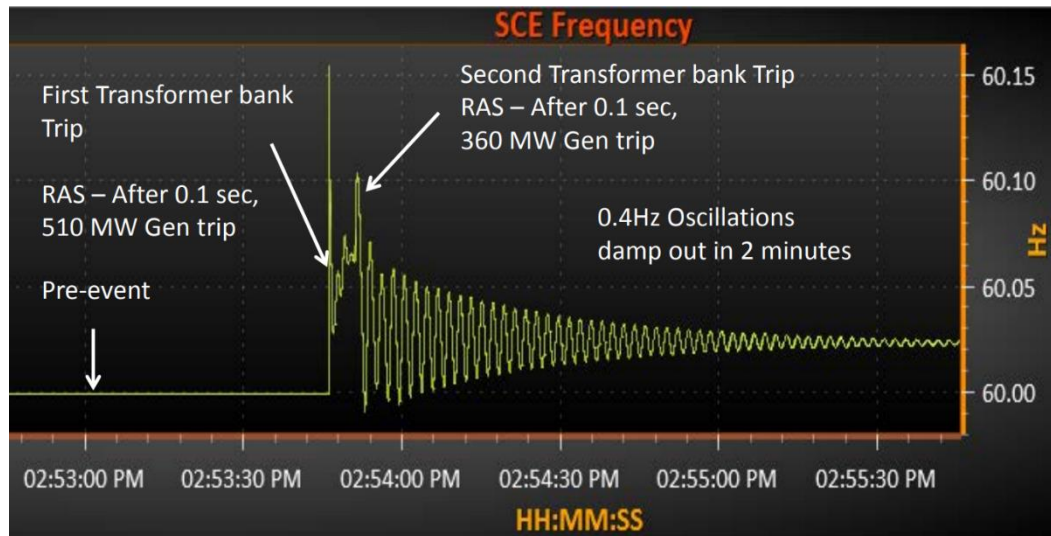 SCE Frequency
First Transformer bank
Trip
RAS – After 0.1 sec,
510 MW Gen trip
Pre-event
Second Transformer bank Trip
RAS – After 0.1 sec,
360 MW Gen trip
0.4Hz Oscillations
damp out in 2 minutes
60.15
60.10
60.05
60.00
Hz
02:53:00 PM
02:53:30 PM
02:54:00 PM
02:54:30 PM
02:55:00 PM
02:55:30 PM
HH:MM:SS